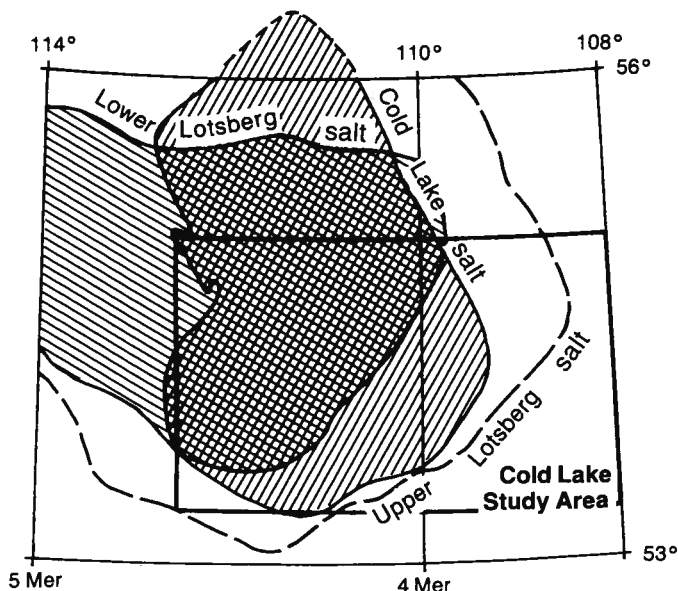 114°
110°
108°
56°
Lower Lotsberg salt
Cold Lake salt
Upper Lotsberg salt
Cold Lake
Study Area
53°
5 Mer
4 Mer